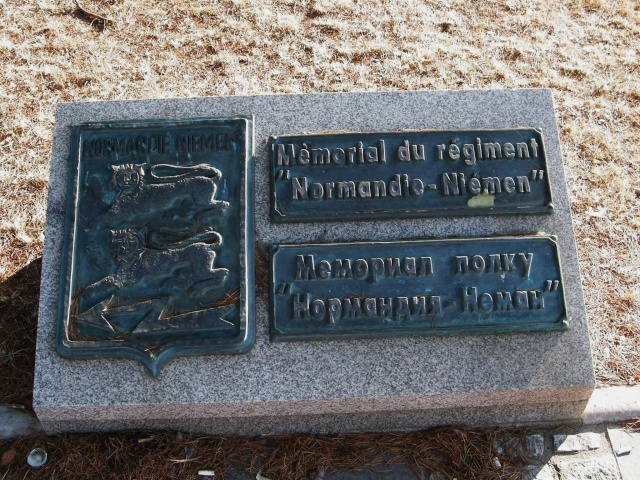 NORMANDIE NIEMEN
Mémorial du régiment
"Normandie-Niémen"
Мемориал полку
"Нормандия-Неман"